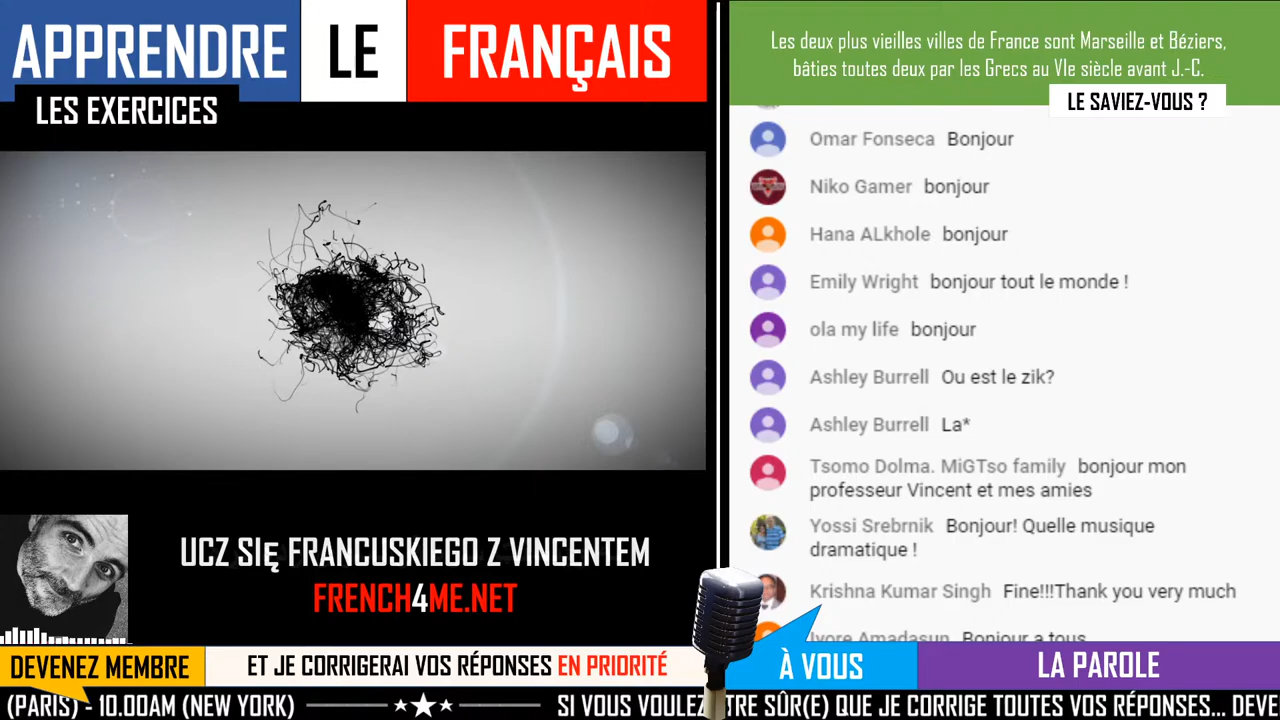 APPRENDRE LE FRANÇAIS
LES EXERCICES
Les deux plus vieilles villes de France sont Marseille et Béziers,
bâties toutes deux par les Grecs au VIe siècle avant J.-C.
LE SAVIEZ-VOUS ?
Omar Fonseca Bonjour
Niko Gamer bonjour
Hana ALkhole bonjour
Emily Wright bonjour tout le monde !
ola my life bonjour
Ashley Burrell Ou est le zik?
Ashley Burrell La*
Tsomo Dolma. MiGTso family bonjour mon
professeur Vincent et mes amies
Yossi Srebrnik Bonjour! Quelle musique
dramatique !
Krishna Kumar Singh Fine!!!Thank you very much
Ivore Amadasun Bonjour a tous
UCZ SIĘ FRANCUSKIEGO Z VINCENTEM
FRENCH4ME.NET
DEVENEZ MEMBRE
ET JE CORRIGERAI VOS RÉPONSES EN PRIORITÉ
À VOUS
LA PAROLE
(PARIS) - 10.00AM (NEW YORK)
SI VOUS VOULEZ TRE SÛR(E) QUE JE CORRIGE TOUTES VOS RÉPONSES... DEVE